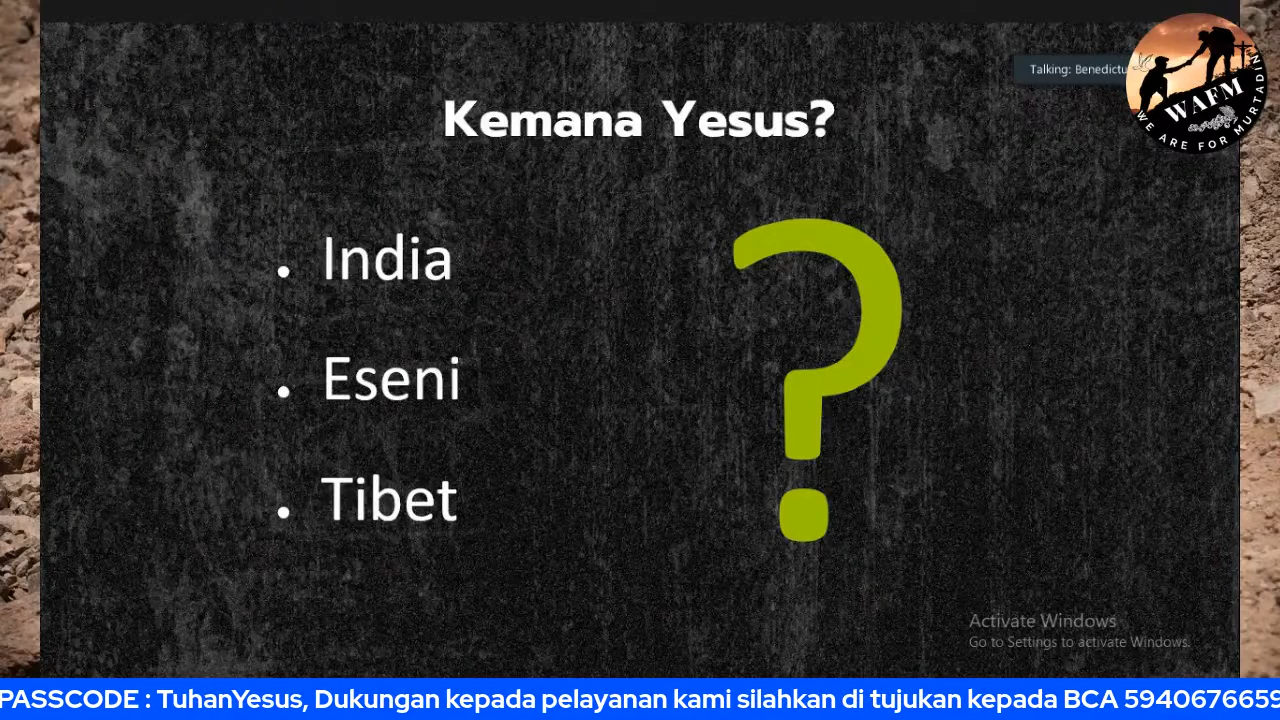 Talking: Benedictu
WAFM
WE ARE FOR MURTADIN
Kemana Yesus?
. India
. Eseni
. Tibet
?
Activate Windows
Go to Settings to activate Windows.
PASSCODE : TuhanYesus, Dukungan kepada pelayanan kami silahkan di tujukan kepada BCA 5940676659